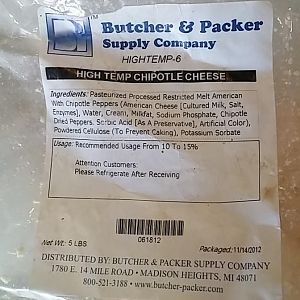 Butcher & Packer
Supply Company
HIGHTEMP-6
HIGH TEMP CHIPOTLE CHEESE
Ingredients: Pasteurized Processed Restricted Melt American
With Chipotle Peppers (American Cheese [Cultured Milk, Salt,
Enzymes], Water, Cream, Milkfat, Sodium Phosphate, Chipotle
Dried Peppers. Sorbic Acid [As A Preservative], Artificial Color),
Powdered Cellulose (To Prevent Caking), Potassium Sorbate
Usage: Recommended Usage From 10 To 15%
Attention Customers:
Please Refrigerate After Receiving
061812
Net Wt. 5 LBS
Packaged: 11/14/2012
DISTRIBUTED BY: BUTCHER & PACKER SUPPLY COMPANY
1780 E. 14 MILE ROAD • MADISON HEIGHTS, MI 48071
800-521-3188 • www.butcher-packer.com